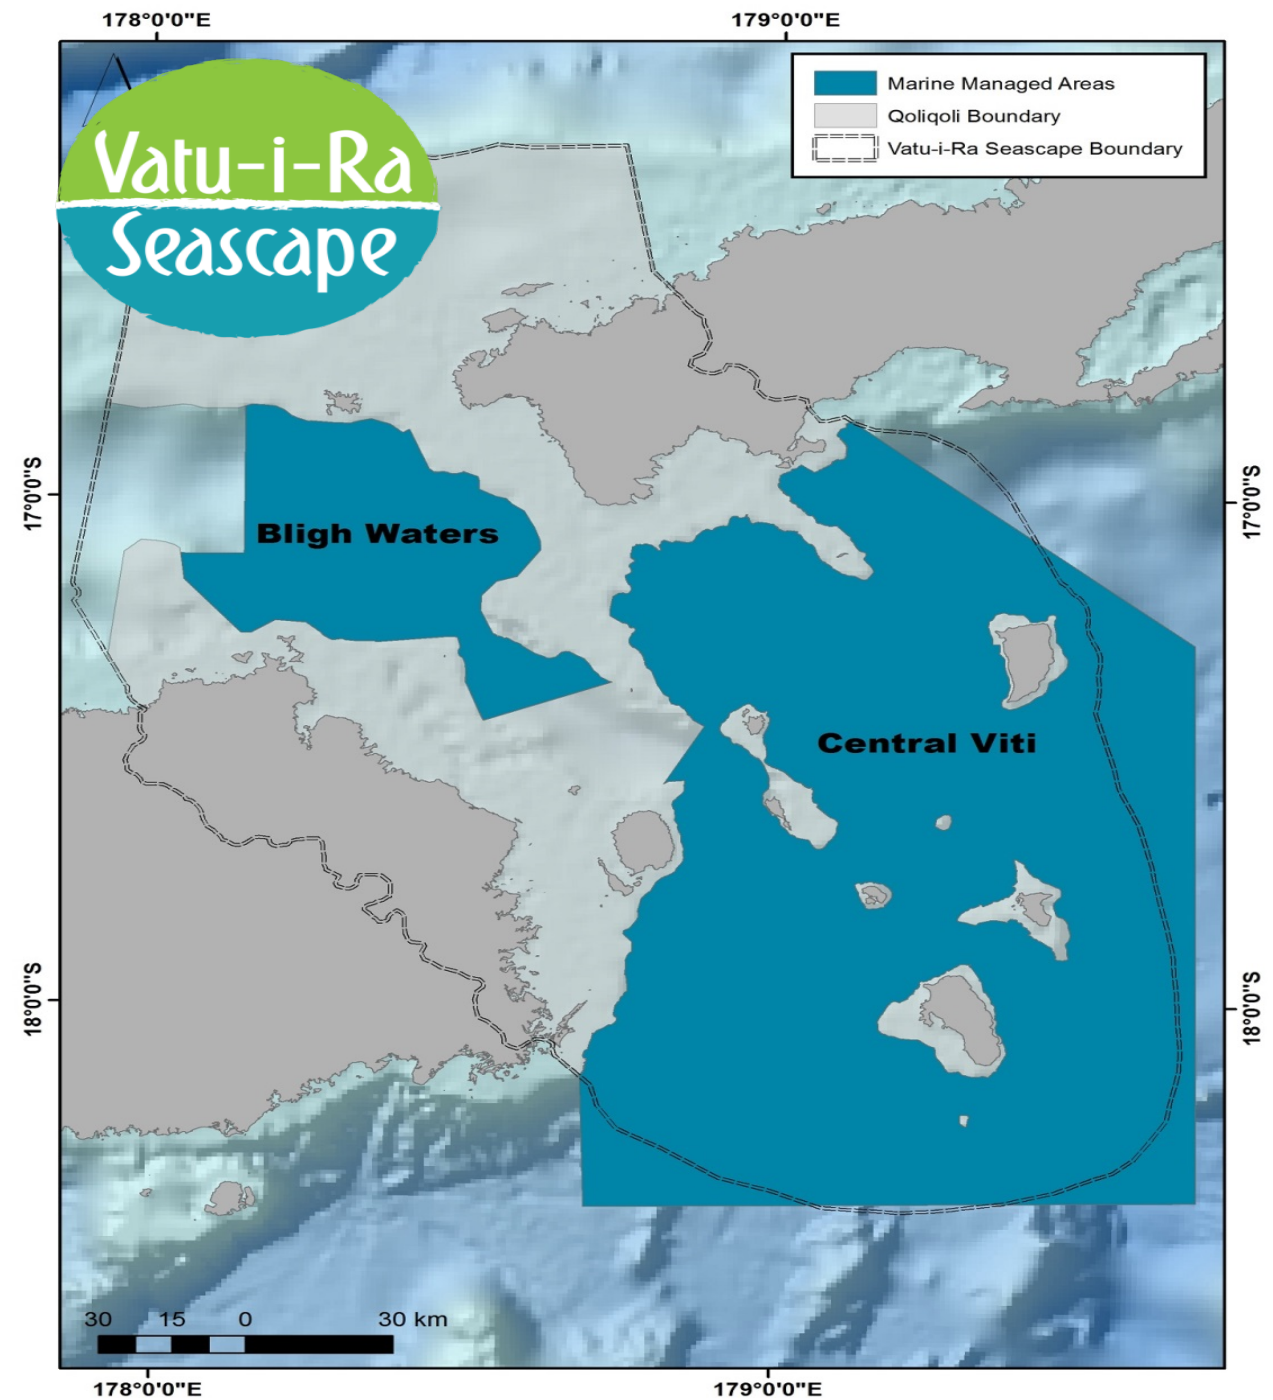 178°0'0"E
179°0'0"E
Marine Managed Areas
Qoliqoli Boundary
Vatu-i-Ra Seascape Boundary
Vatu-i-Ra
Seascape
17°0'0"S
17°0'0"S
Bligh Waters
Central Viti
18°0'0"S
18°0'0"S
30 15 0 30 km
178°0'0"E
179°0'0"E